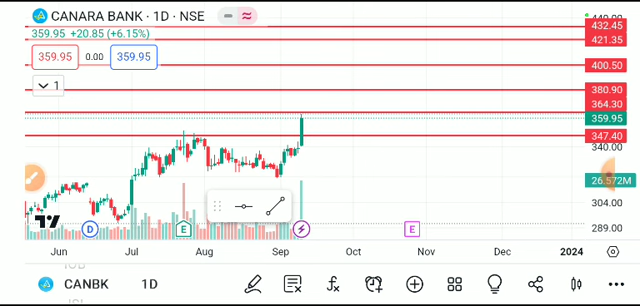 CANARA BANK · 1D · NSE
359.95 +20.85 (+6.15%)
359.95 0.00 359.95
1
432.45
421.35
400.50
380.90
364.30
359.95
347.40
340.00
26.572M
304.00
289.00
D E E
Jun Jul Aug Sep Oct Nov Dec 2024
CANBK 1D